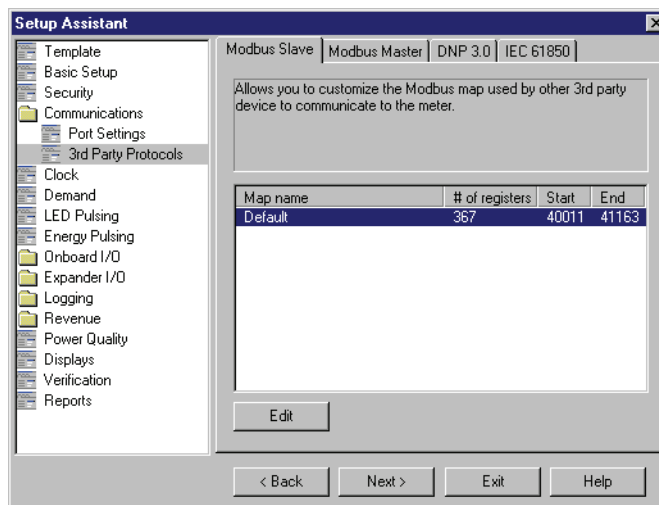 Setup Assistant
Template
Basic Setup
Security
Communications
Port Settings
3rd Party Protocols
Clock
Demand
LED Pulsing
Energy Pulsing
Onboard I/O
Expander I/O
Logging
Revenue
Power Quality
Displays
Verification
Reports
Modbus Slave Modbus Master DNP 3.0 IEC 61850
Allows you to customize the Modbus map used by other 3rd party
device to communicate to the meter.
Map name # of registers Start End
Default 367 40011 41163
Edit
< Back Next > Exit Help